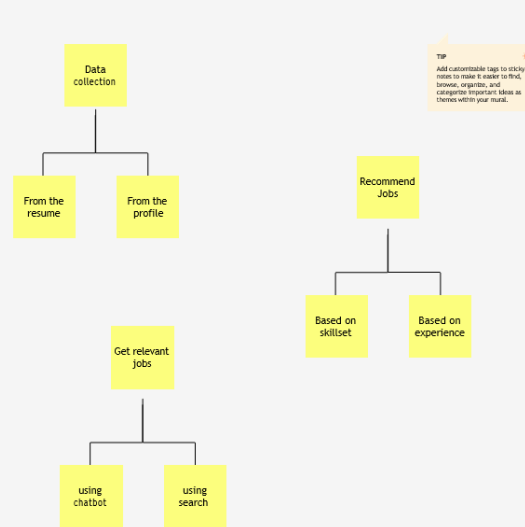 Data
collection
From the
resume
From the
profile
TIP
Add customizable tags to sticky
notes to make it easier to find,
browse, organize, and
categorize important ideas as
themes within your mural.
Recommend
Jobs
Based on
skillset
Based on
experience
Get relevant
jobs
using
chatbot
using
search